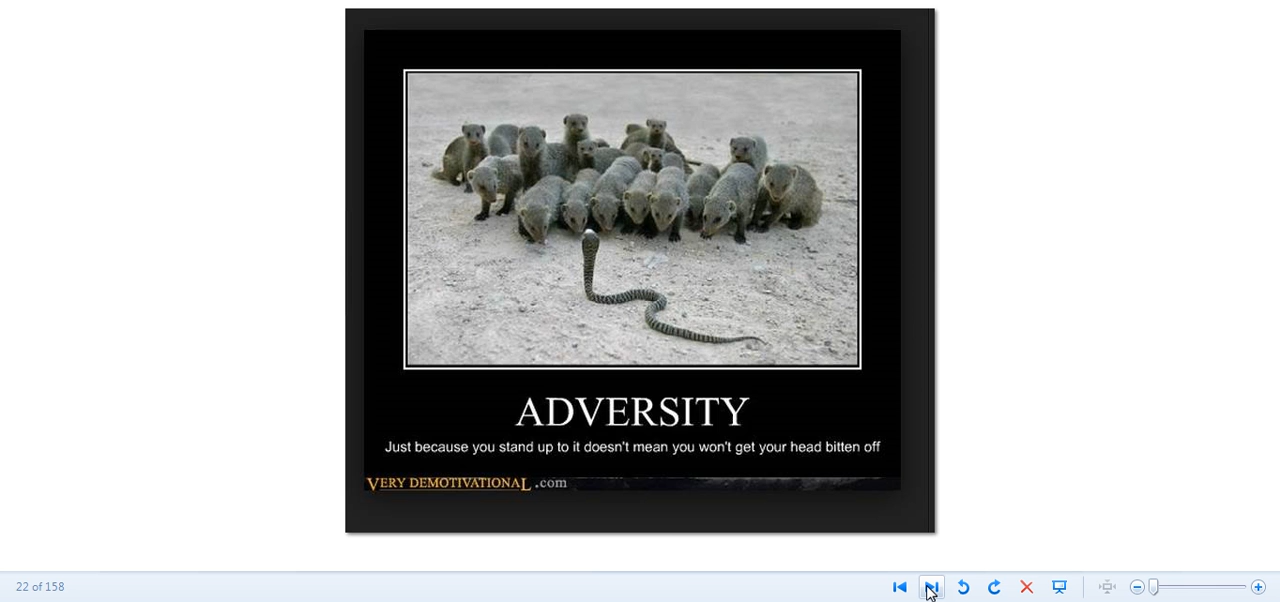 ADVERSITY
Just because you stand up to it doesn't mean you won't get your head bitten off
VERY DEMOTIVATIONAL .com
22 of 158